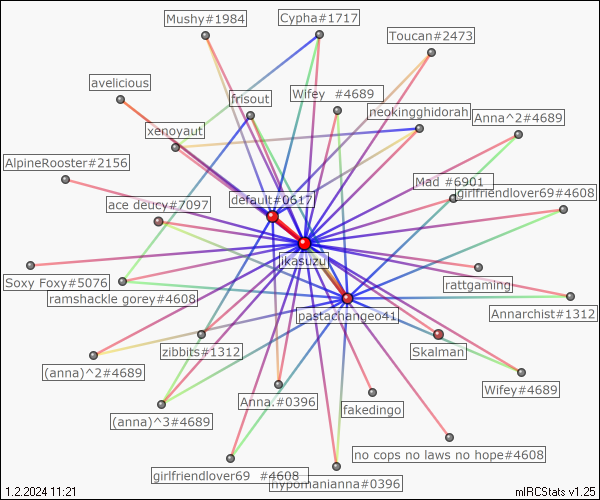 Mushy#1984
Cypha#1717
Toucan#2473
avelicious
frisout
Wifey #4689
neokingghidorah
Anna^2#4689
xenoyaut
AlpineRooster#2156
Mad #6901
girlfriendlover69#4608
ace deucy#7097
default#0617
ikasuzu
Soxy Foxy#5076
ramshackle gorey#4608
rattgaming
Annarchist#1312
pastachangeo41
zibbits#1312
Skalman
(anna)^2#4689
Wifey#4689
Anna.#0396
fakedingo
(anna)^3#4689
no cops no laws no hope#4608
girlfriendlover69 #4608
hypomanianna#0396
1.2.2024 11:21
mIRCStats v1.25